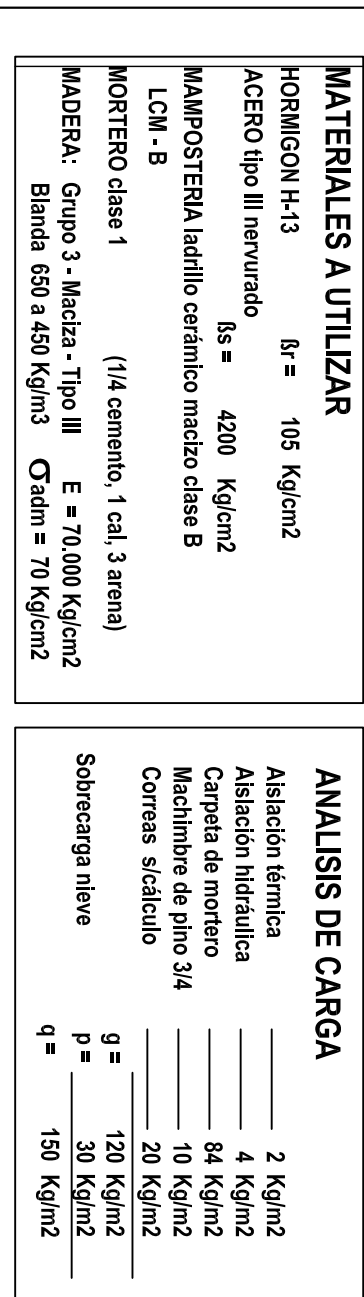 MATERIALES A UTILIZAR
HORMIGON H-13 ßr = 105 Kg/cm2
ACERO tipo III nervurado
ßs = 4200 Kg/cm2
MAMPOSTERIA ladrillo cerámico macizo clase B
LCM - B
MORTERO clase 1 (1/4 cemento, 1 cal, 3 arena)
MADERA: Grupo 3 - Maciza - Tipo III E = 70.000 Kg/cm2
Blanda 650 a 450 Kg/m3 σadm = 70 Kg/cm2
ANALISIS DE CARGA
Aislación térmica 2 Kg/m2
Aislación hidráulica 4 Kg/m2
Carpeta de mortero 84 Kg/m2
Machimbre de pino 3/4 10 Kg/m2
Correas s/cálculo 20 Kg/m2
g = 120 Kg/m2
Sobrecarga nieve p = 30 Kg/m2
q = 150 Kg/m2